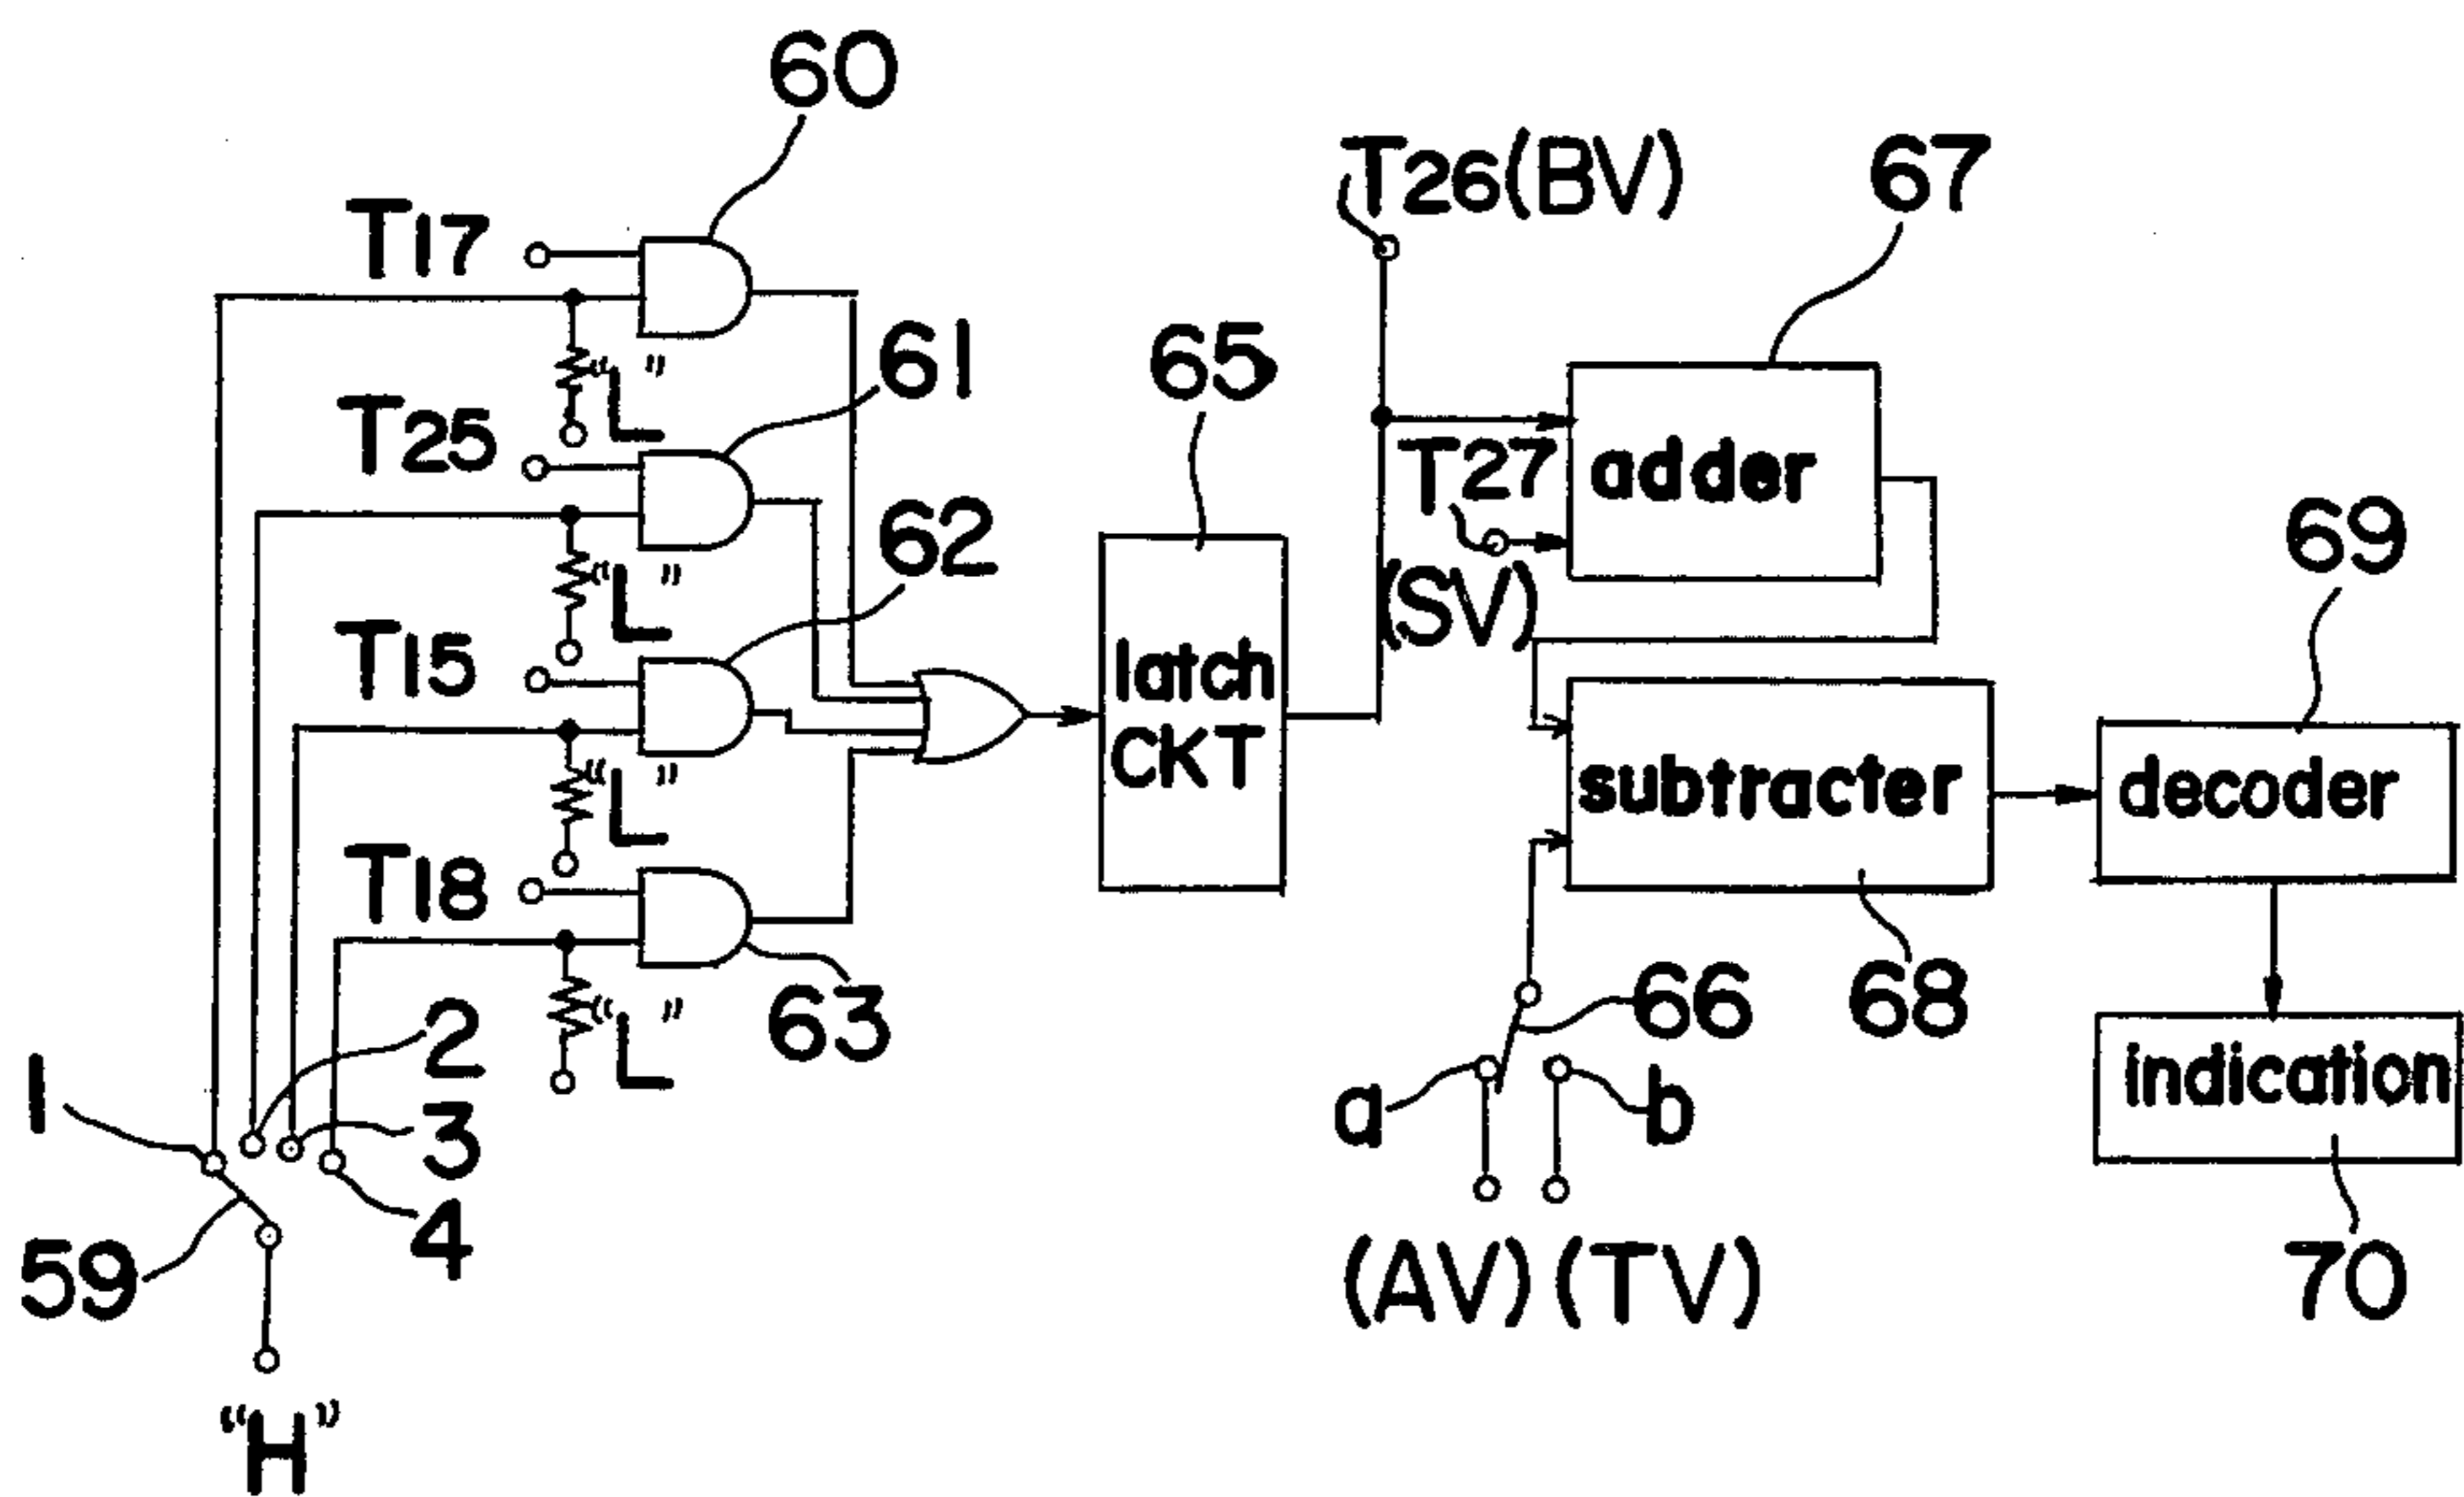 60
T26(BV)
67
T17
61
65
"L"
T25
T27
adder
62
69
"L"
(SV)
T15
latch
CKT
subtracter
decoder
"L"
T18
2
63
66
68
"L"
1
a
b
indication
3
4
59
(AV) (TV)
70
"H"